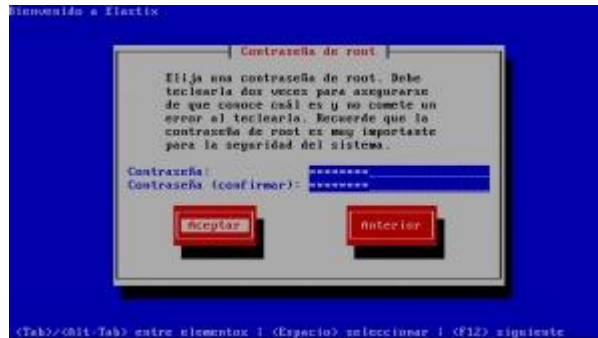 Bienvenido a Elastix
Contraseña de root
Elija una contraseña de root. Debe
teclearla dos veces para asegurarse
de que conoce cuál es y no comete un
error al teclearla. Recuerde que la
contraseña de root es muy importante
para la seguridad del sistema.
Contraseña: ********
Contraseña (confirmar): ********
Aceptar Anterior
<Tab>/<Alt-Tab> entre elementos | <Espacio> seleccionar | <F12> siguiente